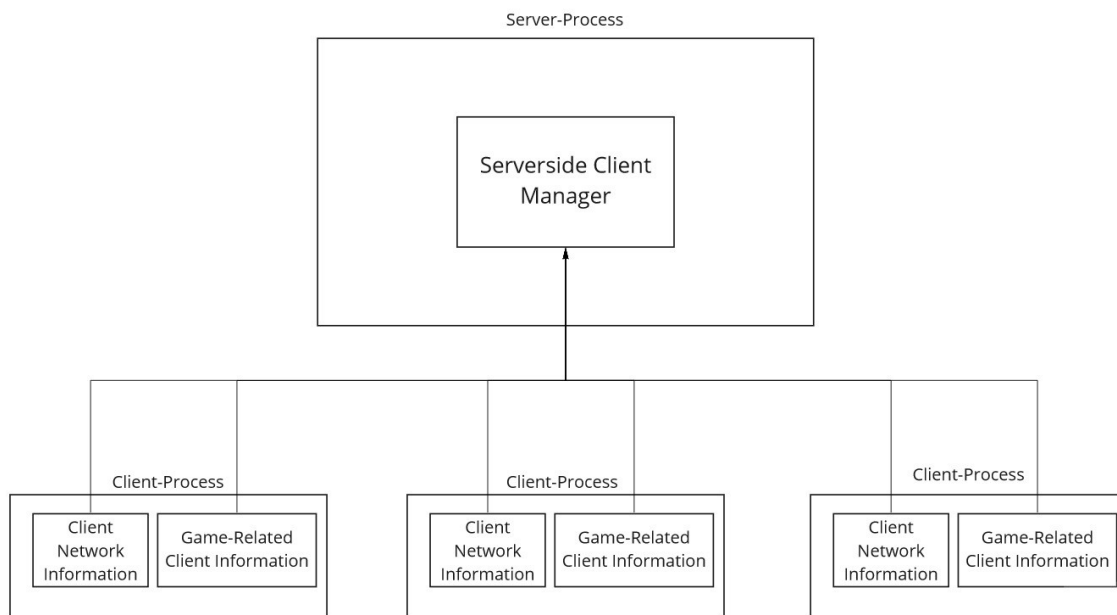 Server-Process
Serverside Client
Manager
Client-Process
Client
Network
Information
Game-Related
Client Information
Client-Process
Client
Network
Information
Game-Related
Client Information
Client-Process
Client
Network
Information
Game-Related
Client Information